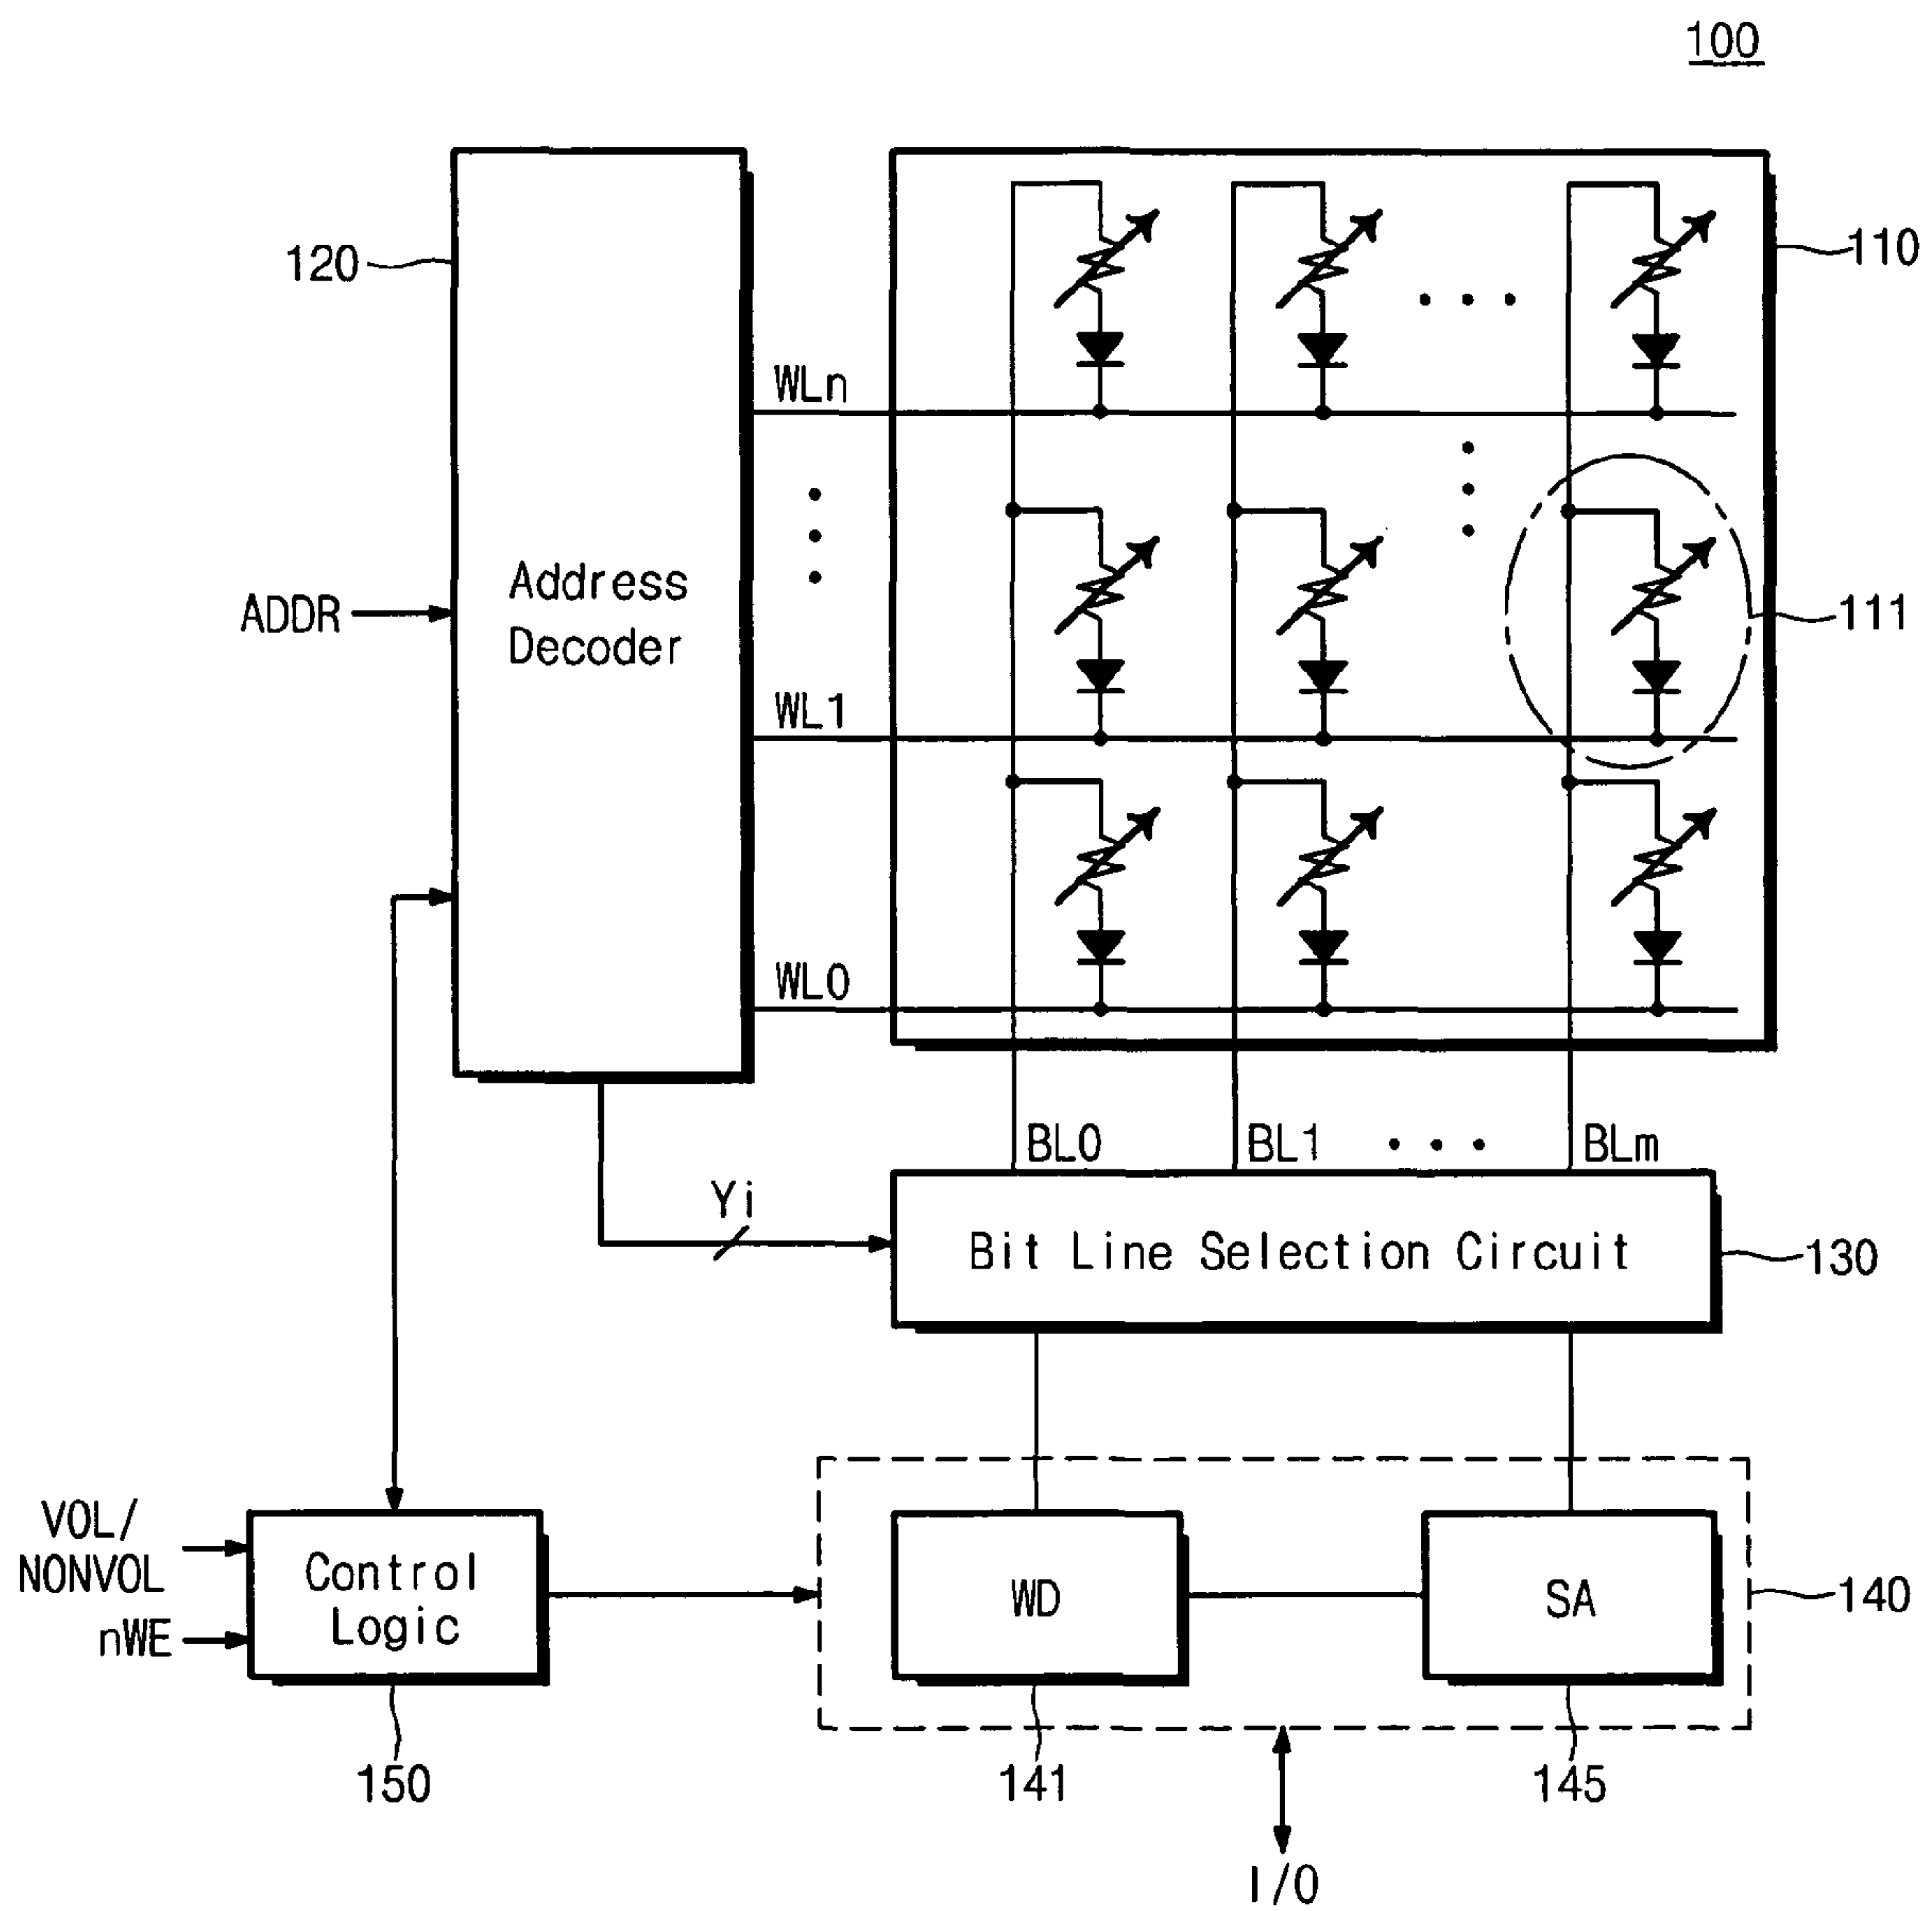 100
120
110
WLn
Address
Decoder
ADDR
111
WL1
WL0
BL0 BL1 ... BLm
Yi
Bit Line Selection Circuit
130
VOL/
NONVOL
nWE
Control
Logic
WD
SA
140
150
141
145
I/O